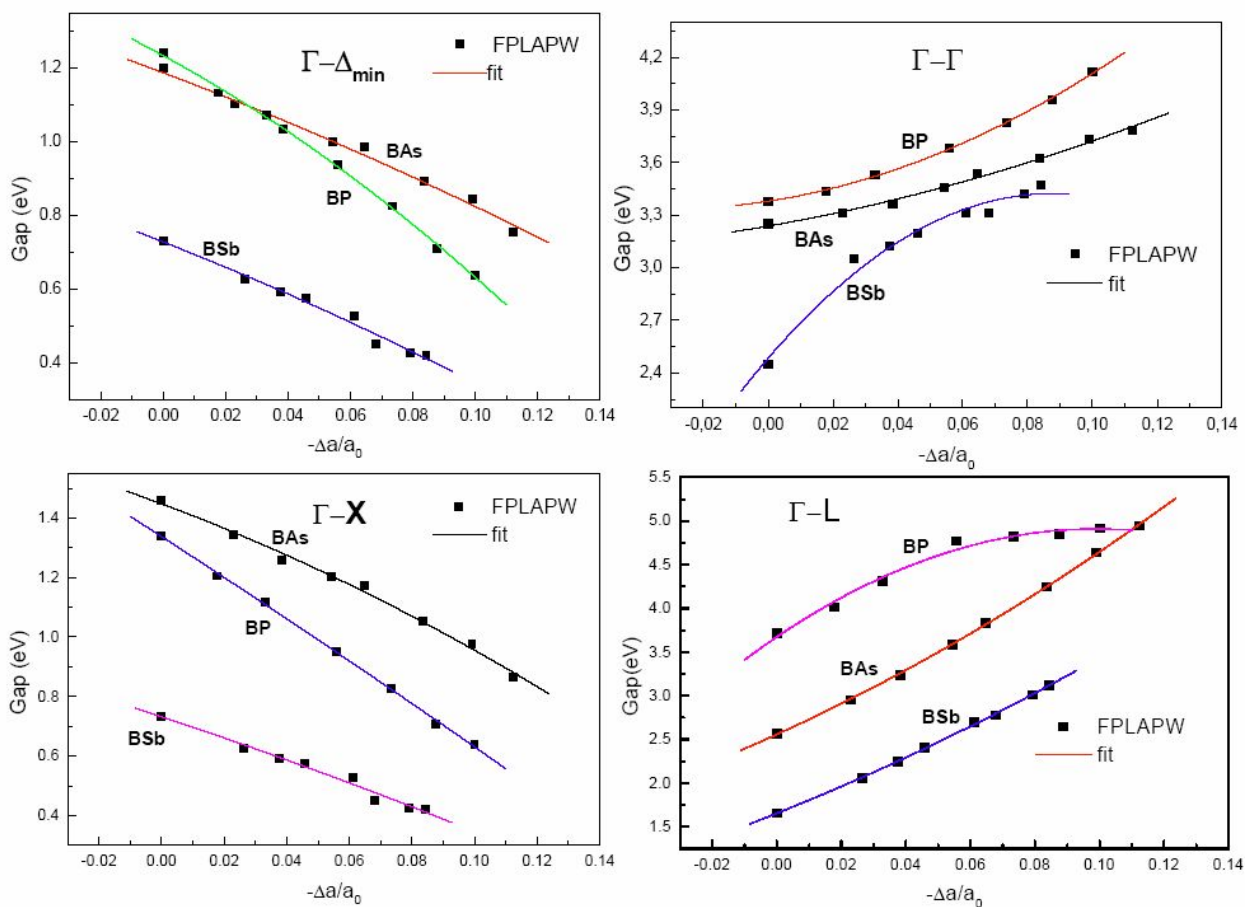 Γ–Δmin
FPLAPW
fit
BAs
BP
BSb
Gap (eV)
1.2
1.0
0.8
0.6
0.4
-0.02 0.00 0.02 0.04 0.06 0.08 0.10 0.12 0.14
-Δa/a0
Γ–Γ
BP
BAs
BSb
FPLAPW
fit
Gap (eV)
4,2
3,9
3,6
3,3
3,0
2,7
2,4
-0,02 0,00 0,02 0,04 0,06 0,08 0,10 0,12 0,14
-Δa/a0
Γ–X
FPLAPW
fit
BAs
BP
BSb
Gap (eV)
1.4
1.2
1.0
0.8
0.6
0.4
-0.02 0.00 0.02 0.04 0.06 0.08 0.10 0.12 0.14
-Δa/a0
Γ–L
BP
BAs
BSb
FPLAPW
fit
Gap(eV)
5.5
5.0
4.5
4.0
3.5
3.0
2.5
2.0
1.5
-0.02 0.00 0.02 0.04 0.06 0.08 0.10 0.12 0.14
-Δa/a0